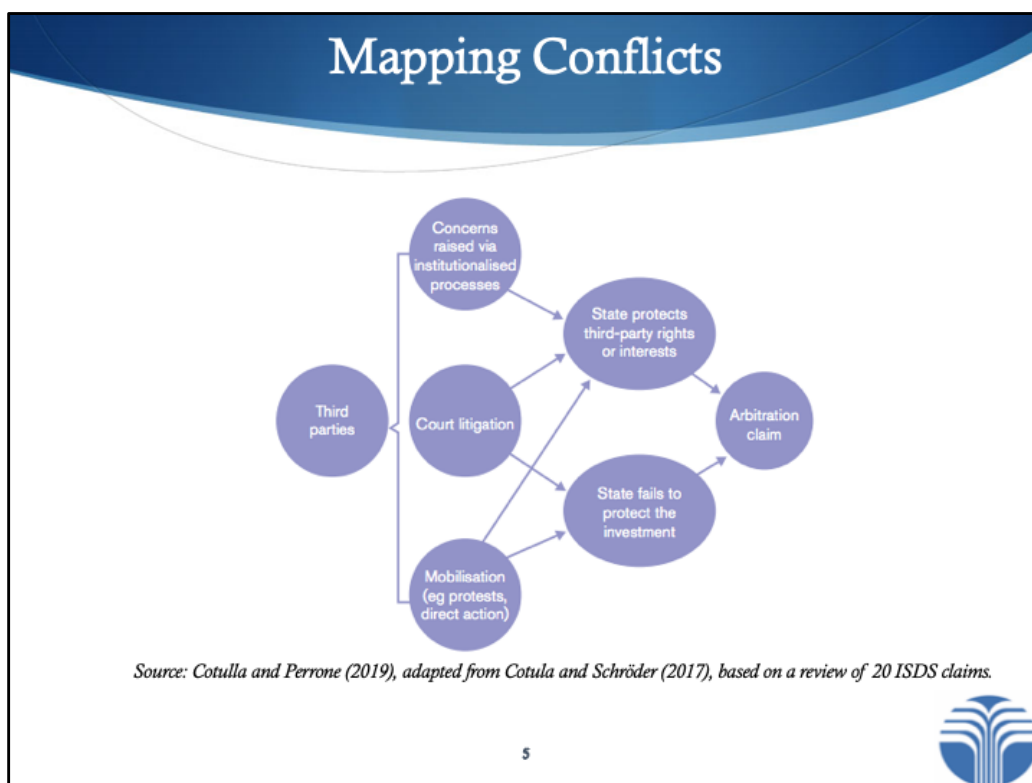 Mapping Conflicts
Concerns
raised via
institutionalised
processes
State protects
third-party rights
or interests
Third
parties
Court litigation
Arbitration
claim
State fails to
protect the
investment
Mobilisation
(eg protests,
direct action)
Source: Cotulla and Perrone (2019), adapted from Cotula and Schröder (2017), based on a review of 20 ISDS claims.
5